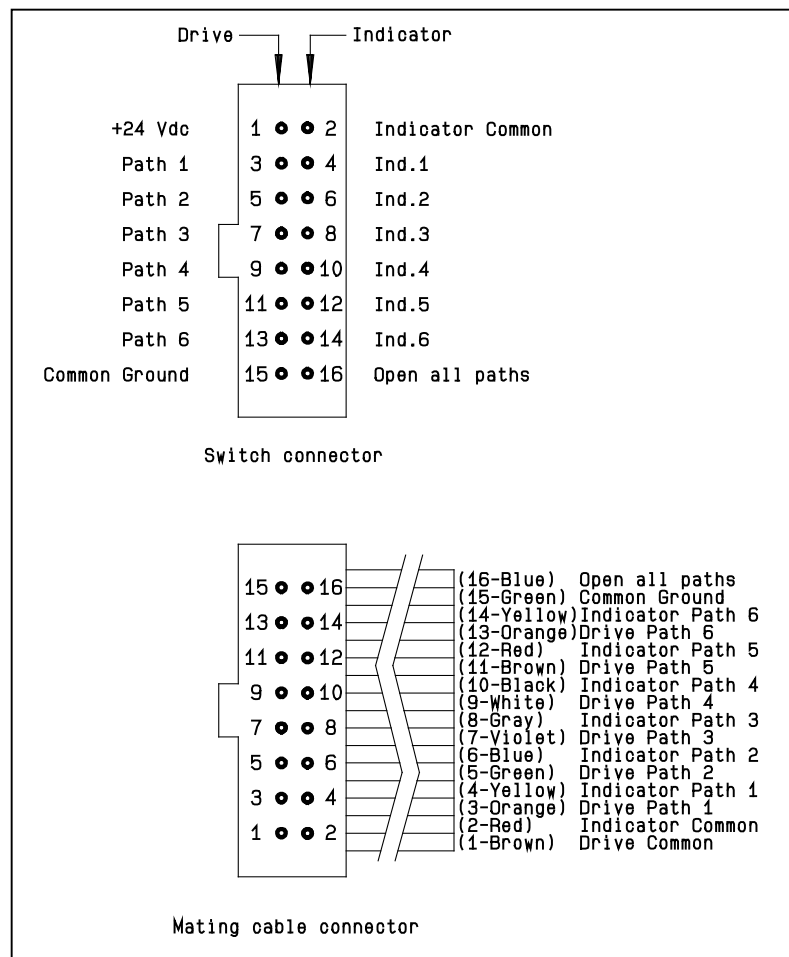 Drive Indicator
+24 Vdc 1 2 Indicator Common
Path 1 3 4 Ind.1
Path 2 5 6 Ind.2
Path 3 7 8 Ind.3
Path 4 9 10 Ind.4
Path 5 11 12 Ind.5
Path 6 13 14 Ind.6
Common Ground 15 16 Open all paths
Switch connector
15 16
13 14
11 12
9 10
7 8
5 6
3 4
1 2
(16-Blue) Open all paths
(15-Green) Common Ground
(14-Yellow) Indicator Path 6
(13-Orange) Drive Path 6
(12-Red) Indicator Path 5
(11-Brown) Drive Path 5
(10-Black) Indicator Path 4
(9-White) Drive Path 4
(8-Gray) Indicator Path 3
(7-Violet) Drive Path 3
(6-Blue) Indicator Path 2
(5-Green) Drive Path 2
(4-Yellow) Indicator Path 1
(3-Orange) Drive Path 1
(2-Red) Indicator Common
(1-Brown) Drive Common
Mating cable connector